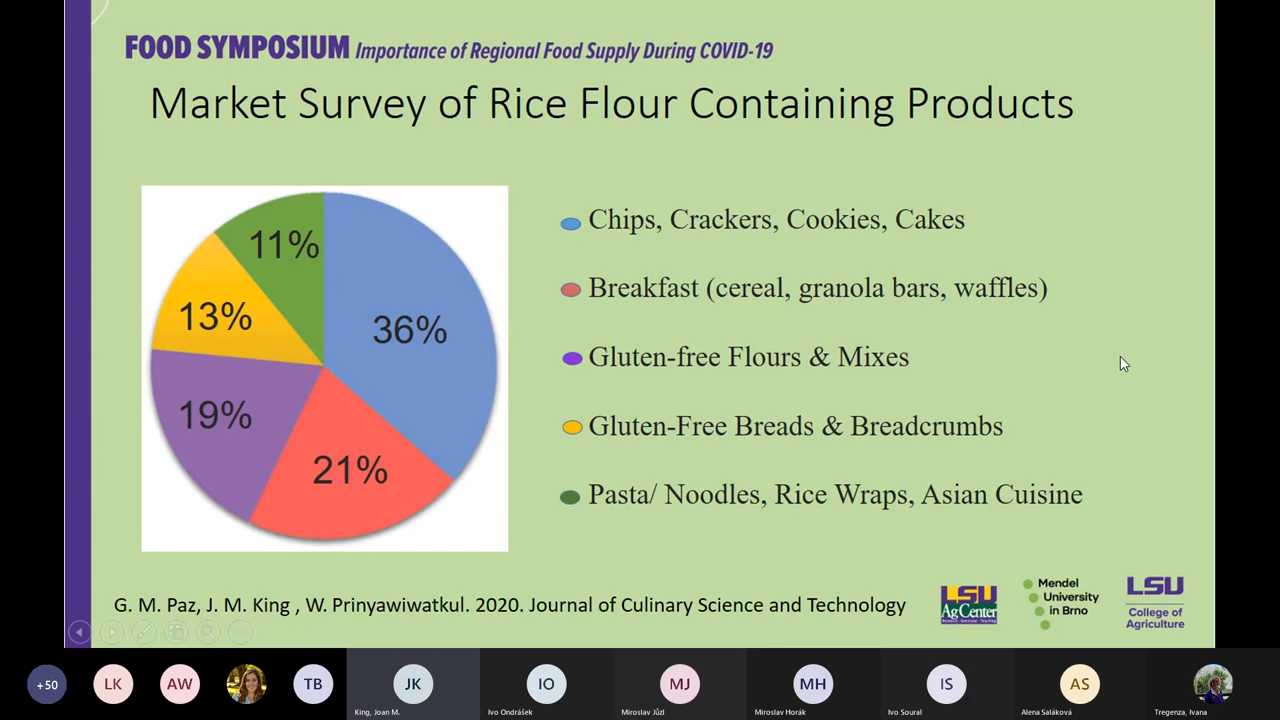 FOOD SYMPOSIUM Importance of Regional Food Supply During COVID-19
Market Survey of Rice Flour Containing Products
11%
36%
13%
19%
21%
Chips, Crackers, Cookies, Cakes
Breakfast (cereal, granola bars, waffles)
Gluten-free Flours & Mixes
Gluten-Free Breads & Breadcrumbs
Pasta/ Noodles, Rice Wraps, Asian Cuisine
G. M. Paz, J. M. King , W. Prinyawiwatkul. 2020. Journal of Culinary Science and Technology
LSU
AgCenter
Mendel
University
in Brno
LSU
College of
Agriculture
+50
LK
AW
TB
JK
IO
MJ
MH
IS
AS
King, Joan M.
Ivo Ondrášek
Miroslav Jůzl
Miroslav Horák
Ivo Soural
Alena Saláková
Tregenza, Ivana